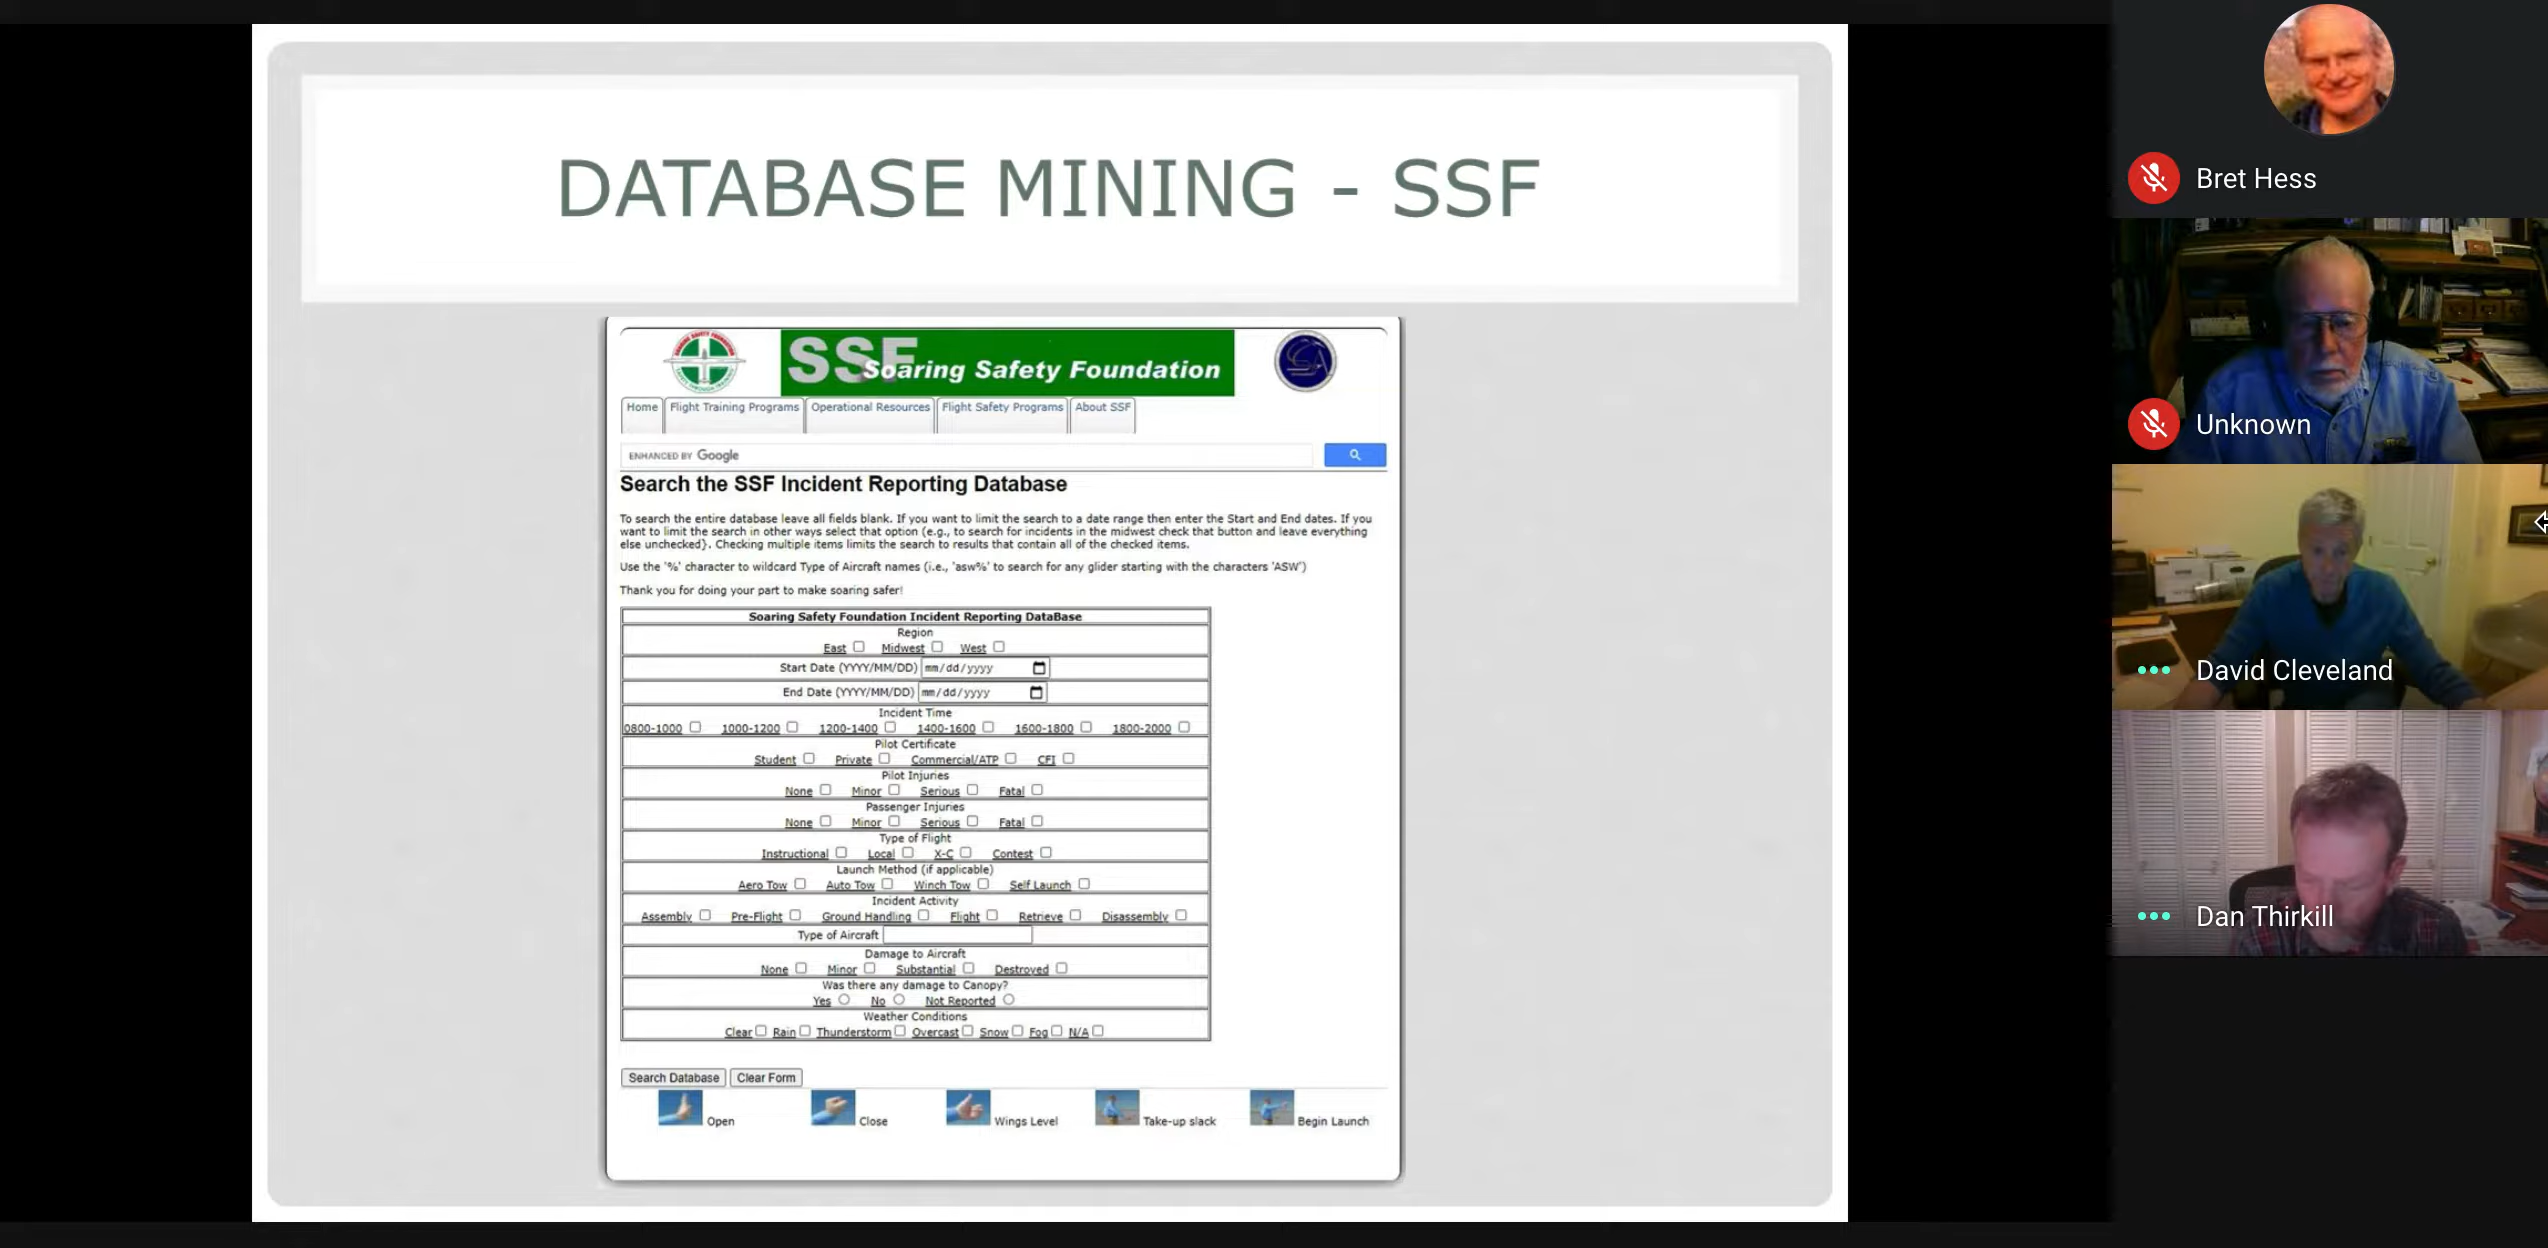 DATABASE MINING - SSF
SSF
Soaring Safety Foundation
Home
Flight Training Programs
Operational Resources
Flight Safety Programs
About SSF
ENHANCED BY Google
Search the SSF Incident Reporting Database
To search the entire database leave all fields blank. If you want to limit the search to a date range then enter the Start and End dates. If you
want to limit the search in other ways select that option (e.g., to search for incidents in the midwest check that button and leave everything
else unchecked}. Checking multiple items limits the search to results that contain all of the checked items.
Use the '%' character to wildcard Type of Aircraft names (i.e., 'asw%' to search for any glider starting with the characters 'ASW')
Thank you for doing your part to make soaring safer!
Soaring Safety Foundation Incident Reporting DataBase
Region
East Midwest West
Start Date (YYYY/MM/DD) mm/dd/yyyy
End Date (YYYY/MM/DD) mm/dd/yyyy
Incident Time
0800-1000 1000-1200 1200-1400 1400-1600 1600-1800 1800-2000
Pilot Certificate
Student Private Commercial/ATP CFI
Pilot Injuries
None Minor Serious Fatal
Passenger Injuries
None Minor Serious Fatal
Type of Flight
Instructional Local X-C Contest
Launch Method (if applicable)
Aero Tow Auto Tow Winch Tow Self Launch
Incident Activity
Assembly Pre-Flight Ground Handling Flight Retrieve Disassembly
Type of Aircraft
Damage to Aircraft
None Minor Substantial Destroyed
Was there any damage to Canopy?
Yes No Not Reported
Weather Conditions
Clear Rain Thunderstorm Overcast Snow Fog N/A
Search Database Clear Form
Open Close Wings Level Take-up slack Begin Launch
Bret Hess
Unknown
David Cleveland
Dan Thirkill